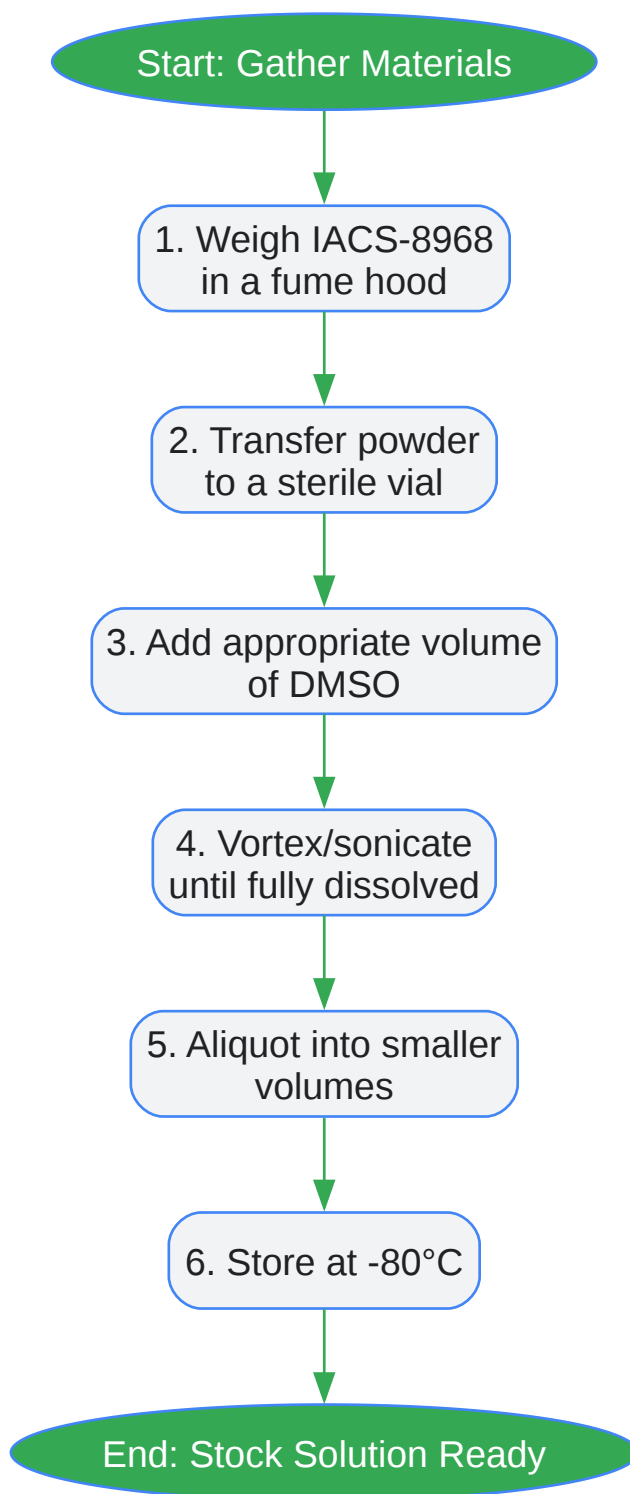 Start: Gather Materials
1. Weigh IACS-8968
in a fume hood
2. Transfer powder
to a sterile vial
3. Add appropriate volume
of DMSO
4. Vortex/sonicate
until fully dissolved
5. Aliquot into smaller
volumes
6. Store at -80°C
End: Stock Solution Ready